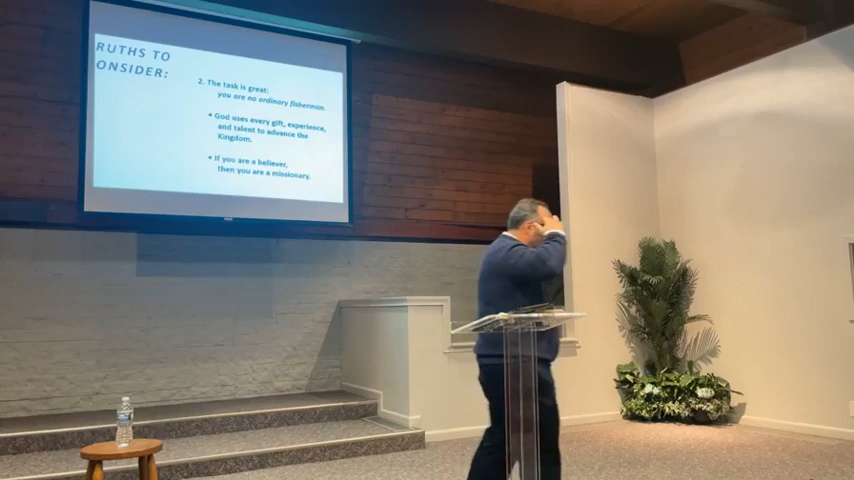 RUTHS TO
ONSIDER:
2. The task is great:
you are no ordinary fisherman.
• God uses every gift, experience,
and talent to advance the
Kingdom.
• If you are a believer,
then you are a missionary.